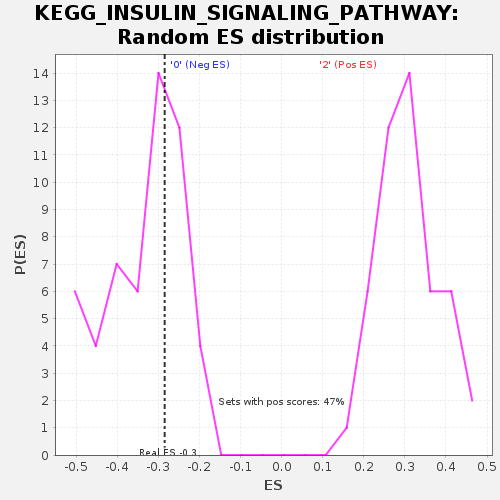 KEGG_INSULIN_SIGNALING_PATHWAY:
Random ES distribution
'0' (Neg ES)
'2' (Pos ES)
P(ES)
14
13
12
11
10
9
8
7
6
5
4
3
2
1
0
Sets with pos scores: 47%
Real ES -0.3
-0.5 -0.4 -0.3 -0.2 -0.1 0.0 0.1 0.2 0.3 0.4 0.5
ES